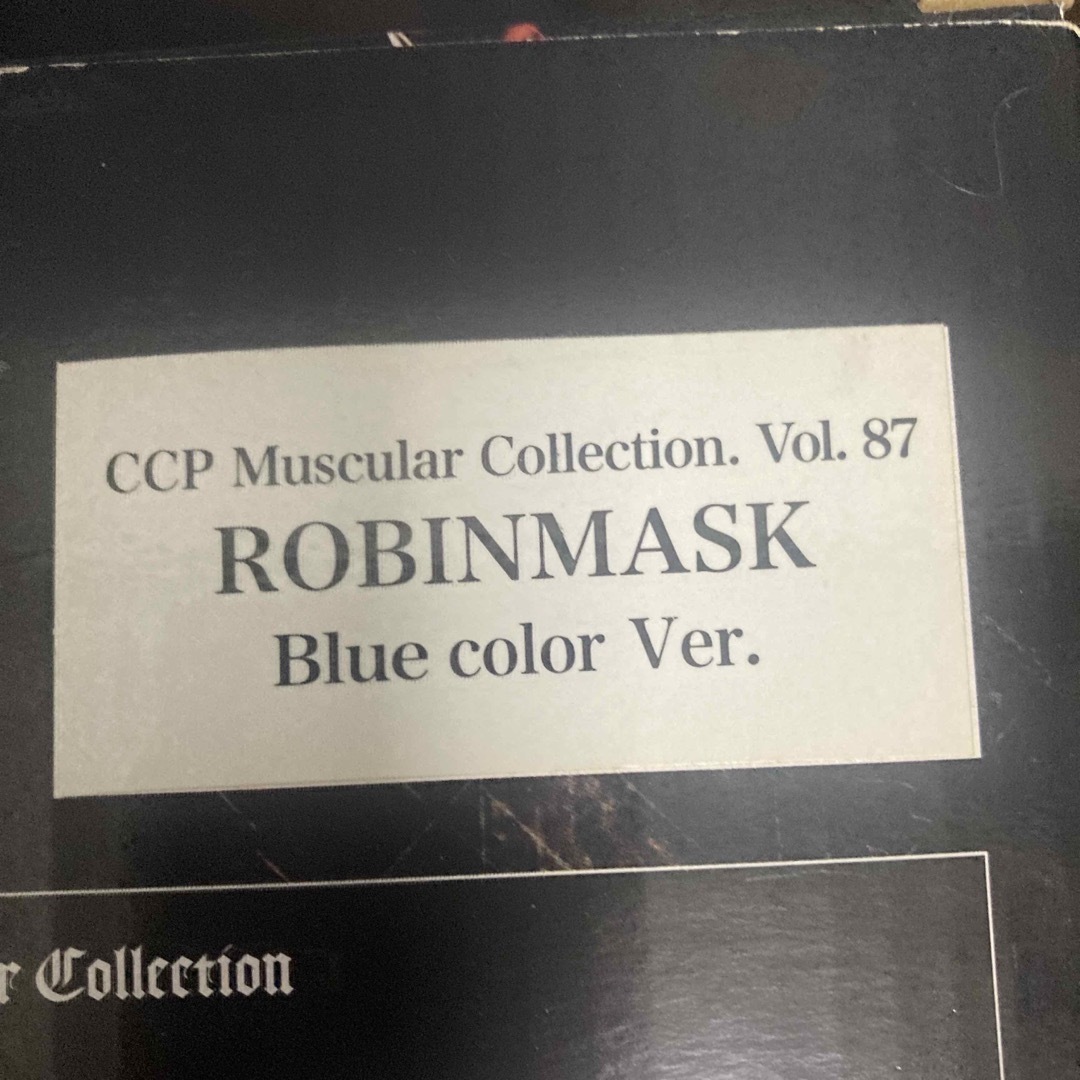 CCP Muscular Collection. Vol. 87
ROBINMASK
Blue color Ver.
r Collection